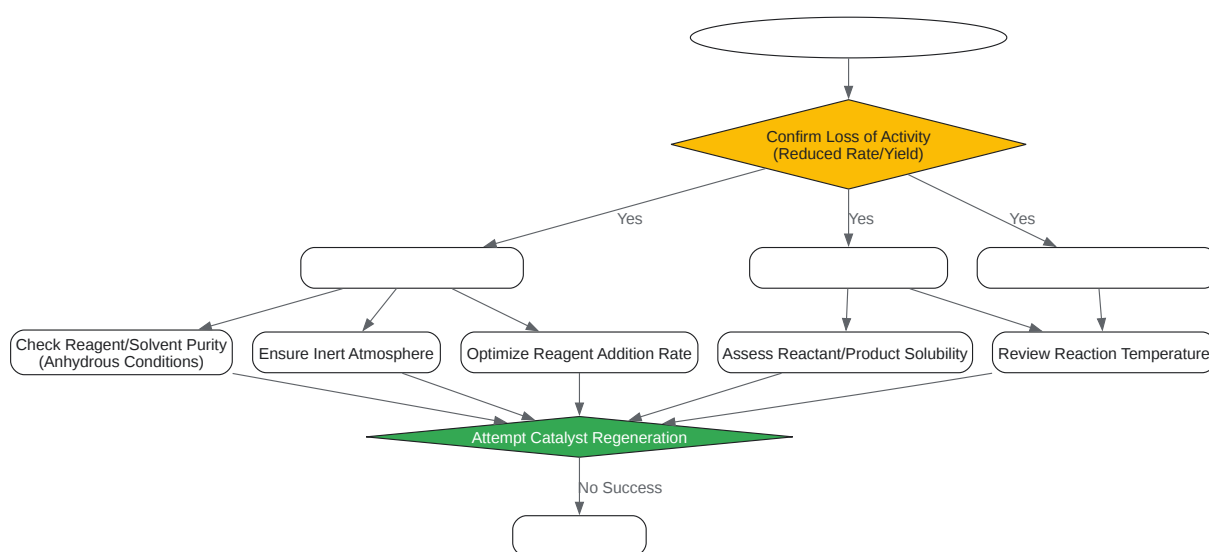 Confirm Loss of Activity
(Reduced Rate/Yield)
Yes
Yes
Yes
Check Reagent/Solvent Purity
(Anhydrous Conditions)
Ensure Inert Atmosphere
Optimize Reagent Addition Rate
Assess Reactant/Product Solubility
Review Reaction Temperature
Attempt Catalyst Regeneration
No Success